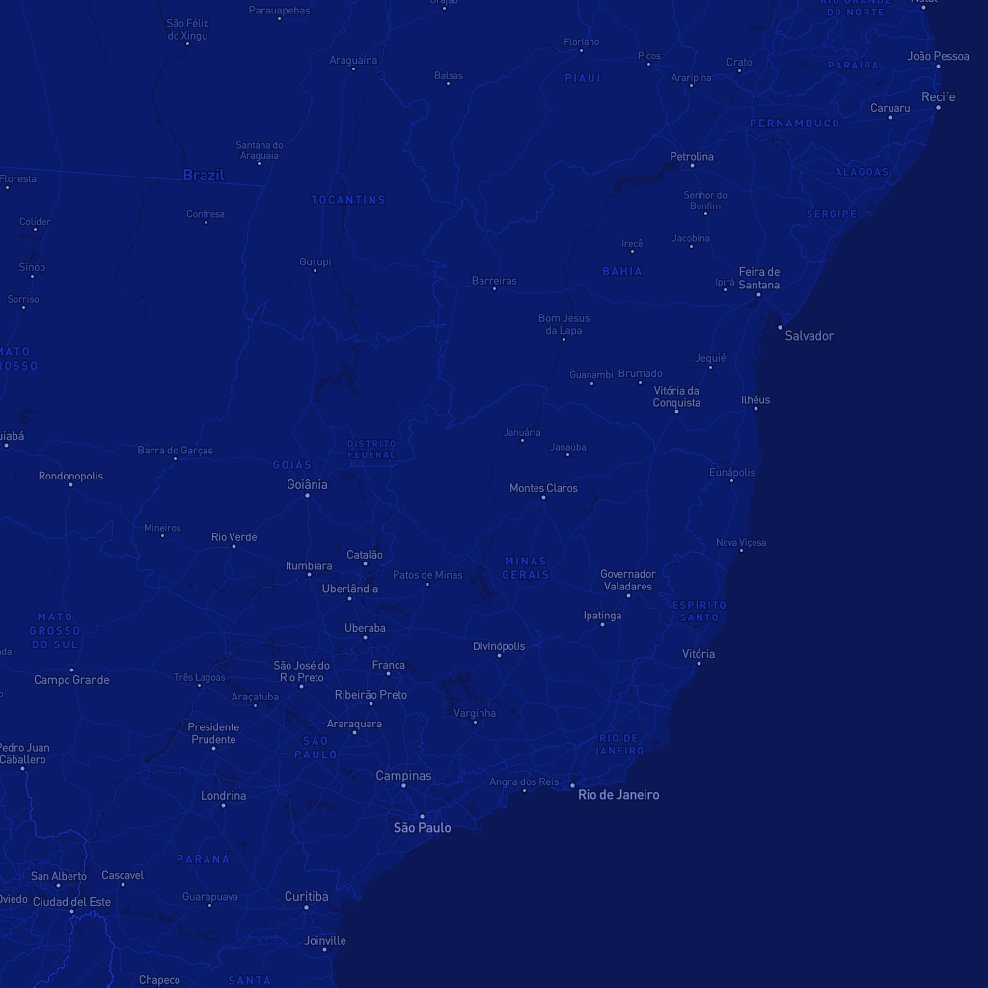 Parauapebas
RIO GRANDE
DO NORTE
São Félix
do Xingu
Araguaína
Balsas
Floriano
Picos
Crato
Araripina
PIAUÍ
PARAÍBA
João Pessoa
Recife
Caruaru
PERNAMBUCO
Santana do
Araguaia
Petrolina
ALAGOAS
Floresta
Brazil
TOCANTINS
Senhor do
Bonfim
Confresa
SERGIPE
Colíder
Irecê
Jacobina
Sinop
Gurupi
Barreiras
BAHIA
Ipirá
Feira de
Santana
Sorriso
Bom Jesus
da Lapa
Salvador
MATO
GROSSO
Jequié
Guanambi
Brumado
Vitória da
Conquista
Ilhéus
uiabá
Barra do Garças
DISTRITO
FEDERAL
Januária
Janaúba
GOIÁS
Rondonópolis
Goiânia
Montes Claros
Eunápolis
Mineiros
Rio Verde
Nova Viçosa
Catalão
Itumbiara
Uberlândia
Patos de Minas
MINAS
GERAIS
Governador
Valadares
MATO
GROSSO
DO SUL
Uberaba
Ipatinga
ESPÍRITO
SANTO
Divinópolis
Vitória
Campo Grande
Três Lagoas
São José do
Rio Preto
Franca
Araçatuba
Ribeirão Preto
Varginha
Presidente
Prudente
Araraquara
SÃO
PAULO
RIO DE
JANEIRO
Pedro Juan
Caballero
Campinas
Angra dos Reis
Rio de Janeiro
Londrina
São Paulo
PARANÁ
San Alberto
Cascavel
Oviedo
Ciudad del Este
Guarapuava
Curitiba
Joinville
Chapecó
SANTA